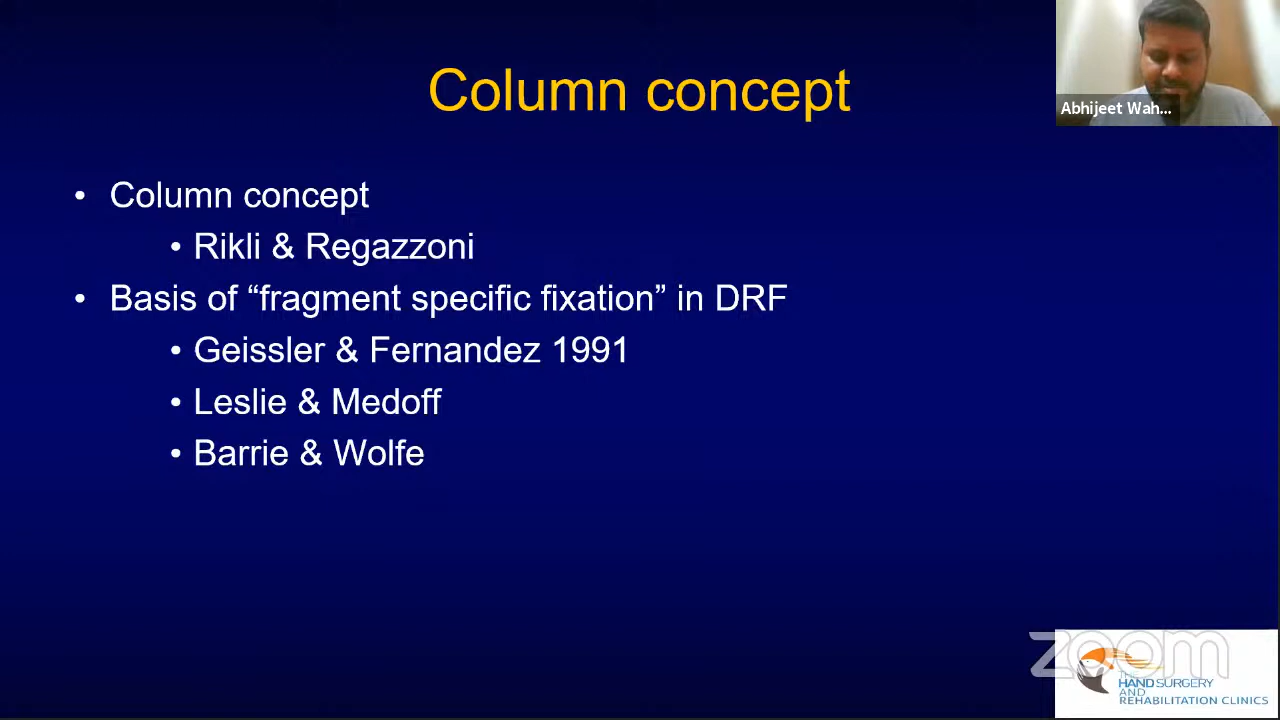 Column concept
Abhijeet Wah...
• Column concept
• Rikli & Regazzoni
• Basis of “fragment specific fixation” in DRF
• Geissler & Fernandez 1991
• Leslie & Medoff
• Barrie & Wolfe
zoom
HAND SURGERY
AND
REHABILITATION CLINICS